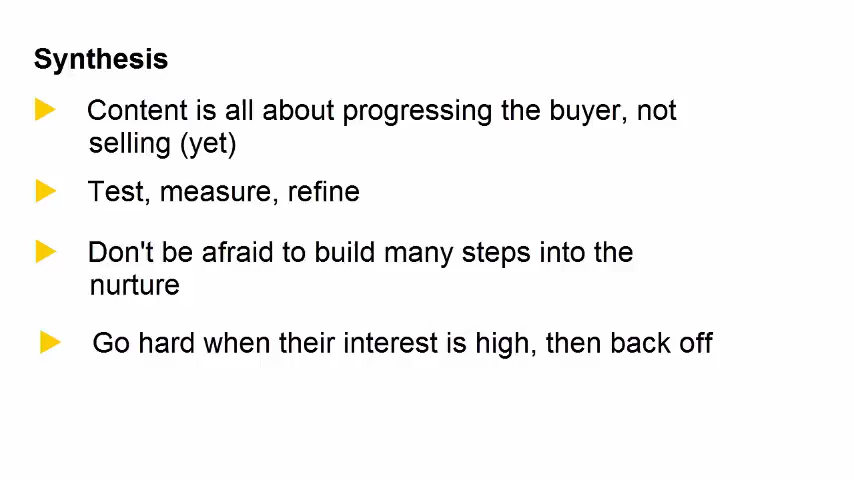 Synthesis
Content is all about progressing the buyer, not
selling (yet)
Test, measure, refine
Don't be afraid to build many steps into the
nurture
Go hard when their interest is high, then back off